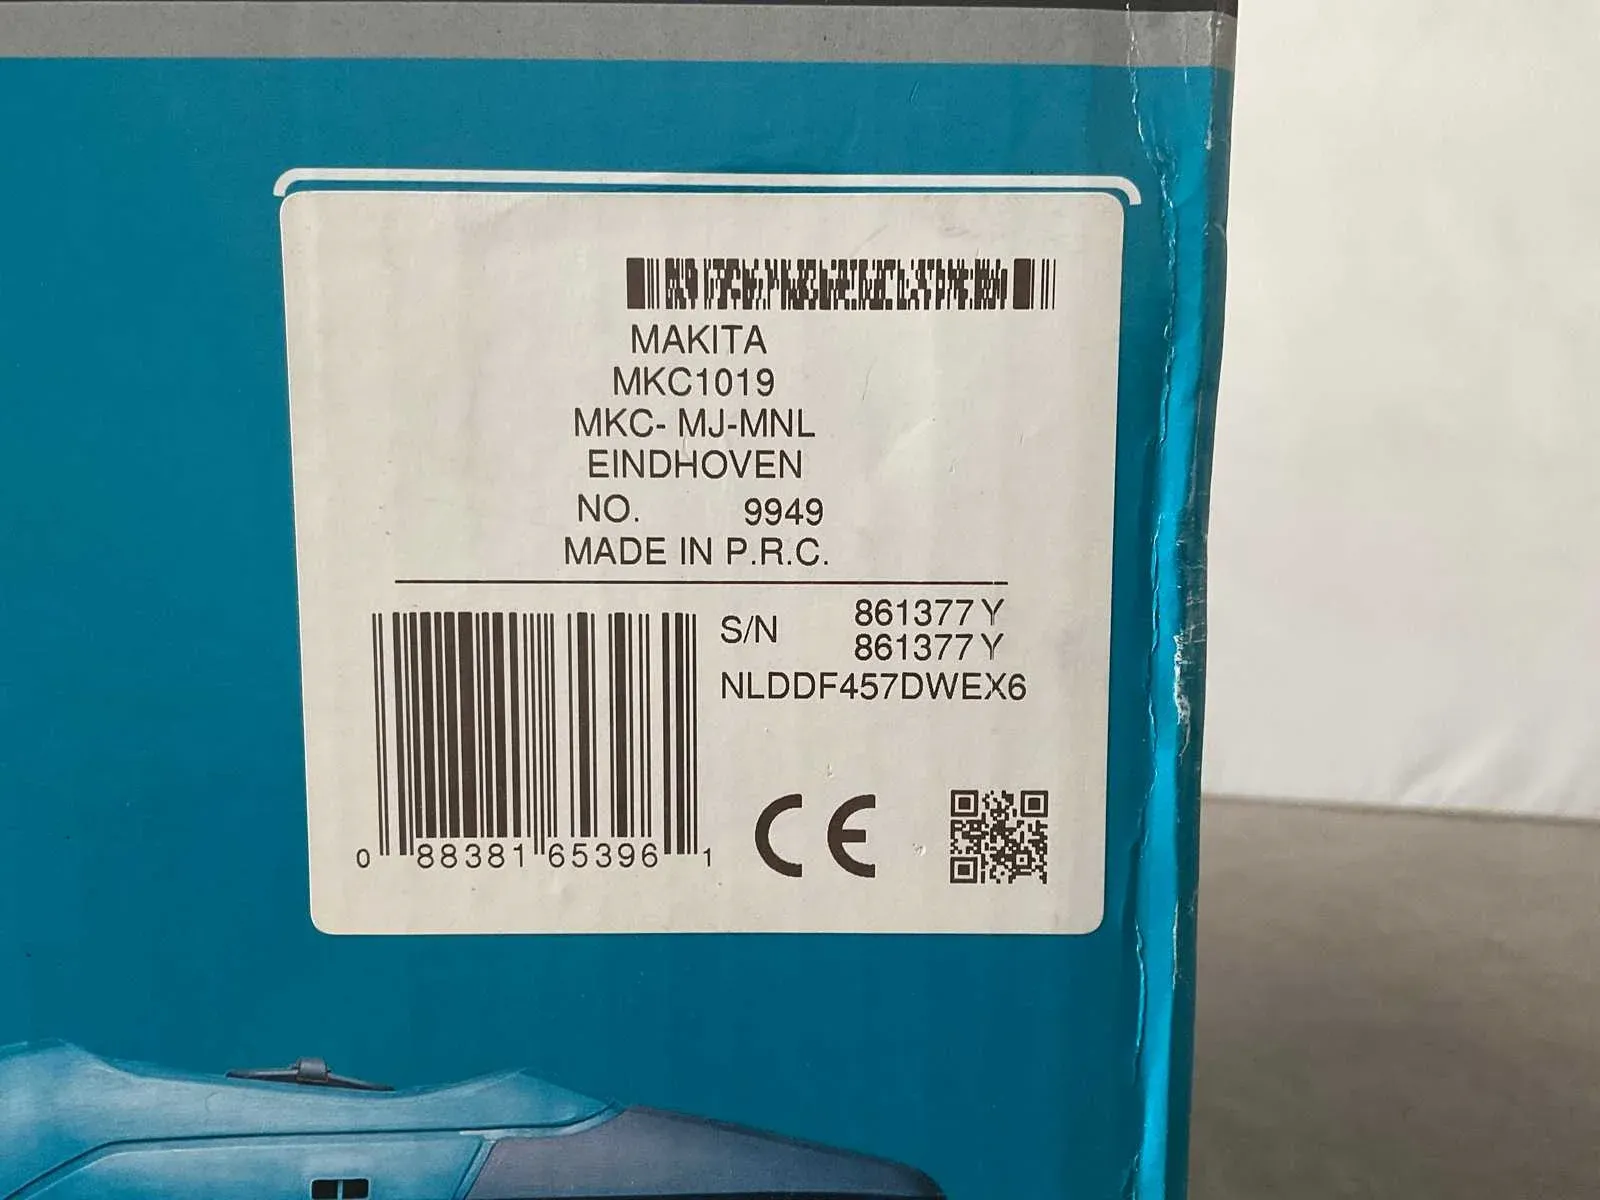 MAKITA
MKC1019
MKC- MJ-MNL
EINDHOVEN
NO. 9949
MADE IN P.R.C.
S/N 861377 Y
861377 Y
NLDDF457DWEX6
0 88381 65396 1
CE